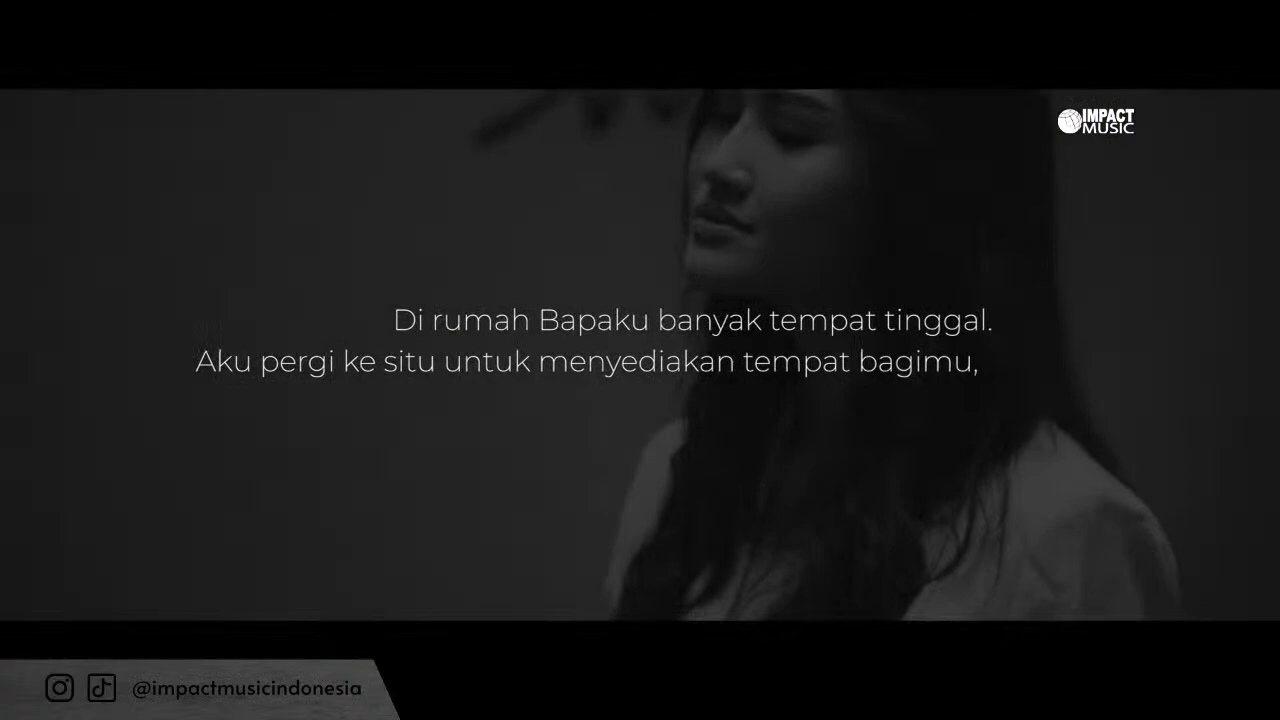 IMPACT
MUSIC
Di rumah Bapaku banyak tempat tinggal.
Aku pergi ke situ untuk menyediakan tempat bagimu,
@impactmusicindonesia